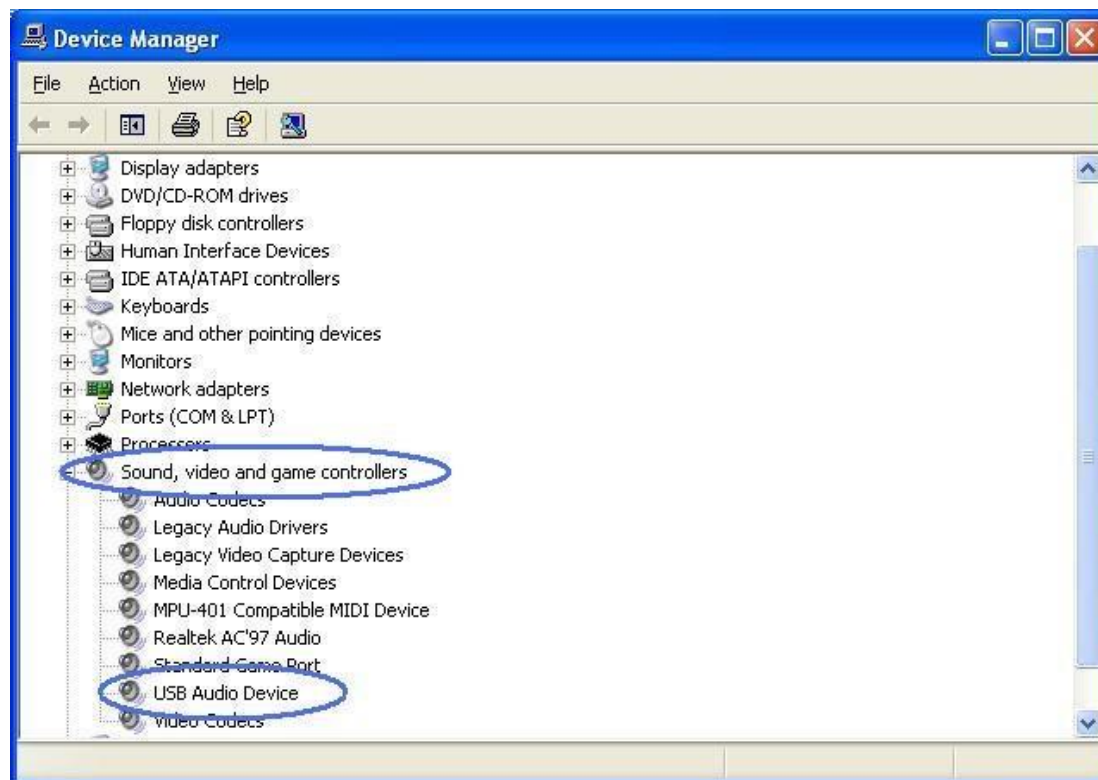 Device Manager
File Action View Help
Display adapters
DVD/CD-ROM drives
Floppy disk controllers
Human Interface Devices
IDE ATA/ATAPI controllers
Keyboards
Mice and other pointing devices
Monitors
Network adapters
Ports (COM & LPT)
Processors
Sound, video and game controllers
Audio Codecs
Legacy Audio Drivers
Legacy Video Capture Devices
Media Control Devices
MPU-401 Compatible MIDI Device
Realtek AC'97 Audio
Standard Game Port
USB Audio Device
Video Codecs